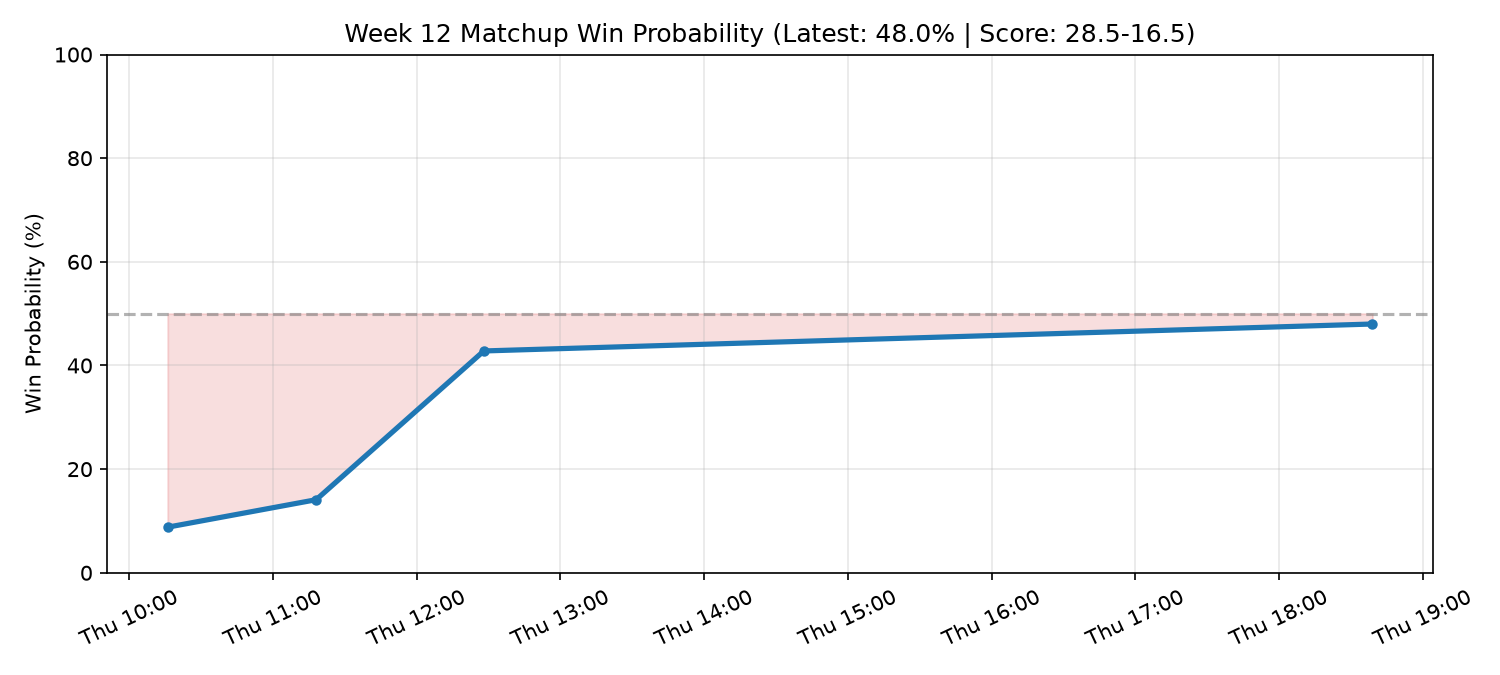 Week 12 Matchup Win Probability (Latest: 48.0% | Score: 28.5-16.5)
Win Probability (%)
100
80
60
40
20
0
Thu 10:00
Thu 11:00
Thu 12:00
Thu 13:00
Thu 14:00
Thu 15:00
Thu 16:00
Thu 17:00
Thu 18:00
Thu 19:00